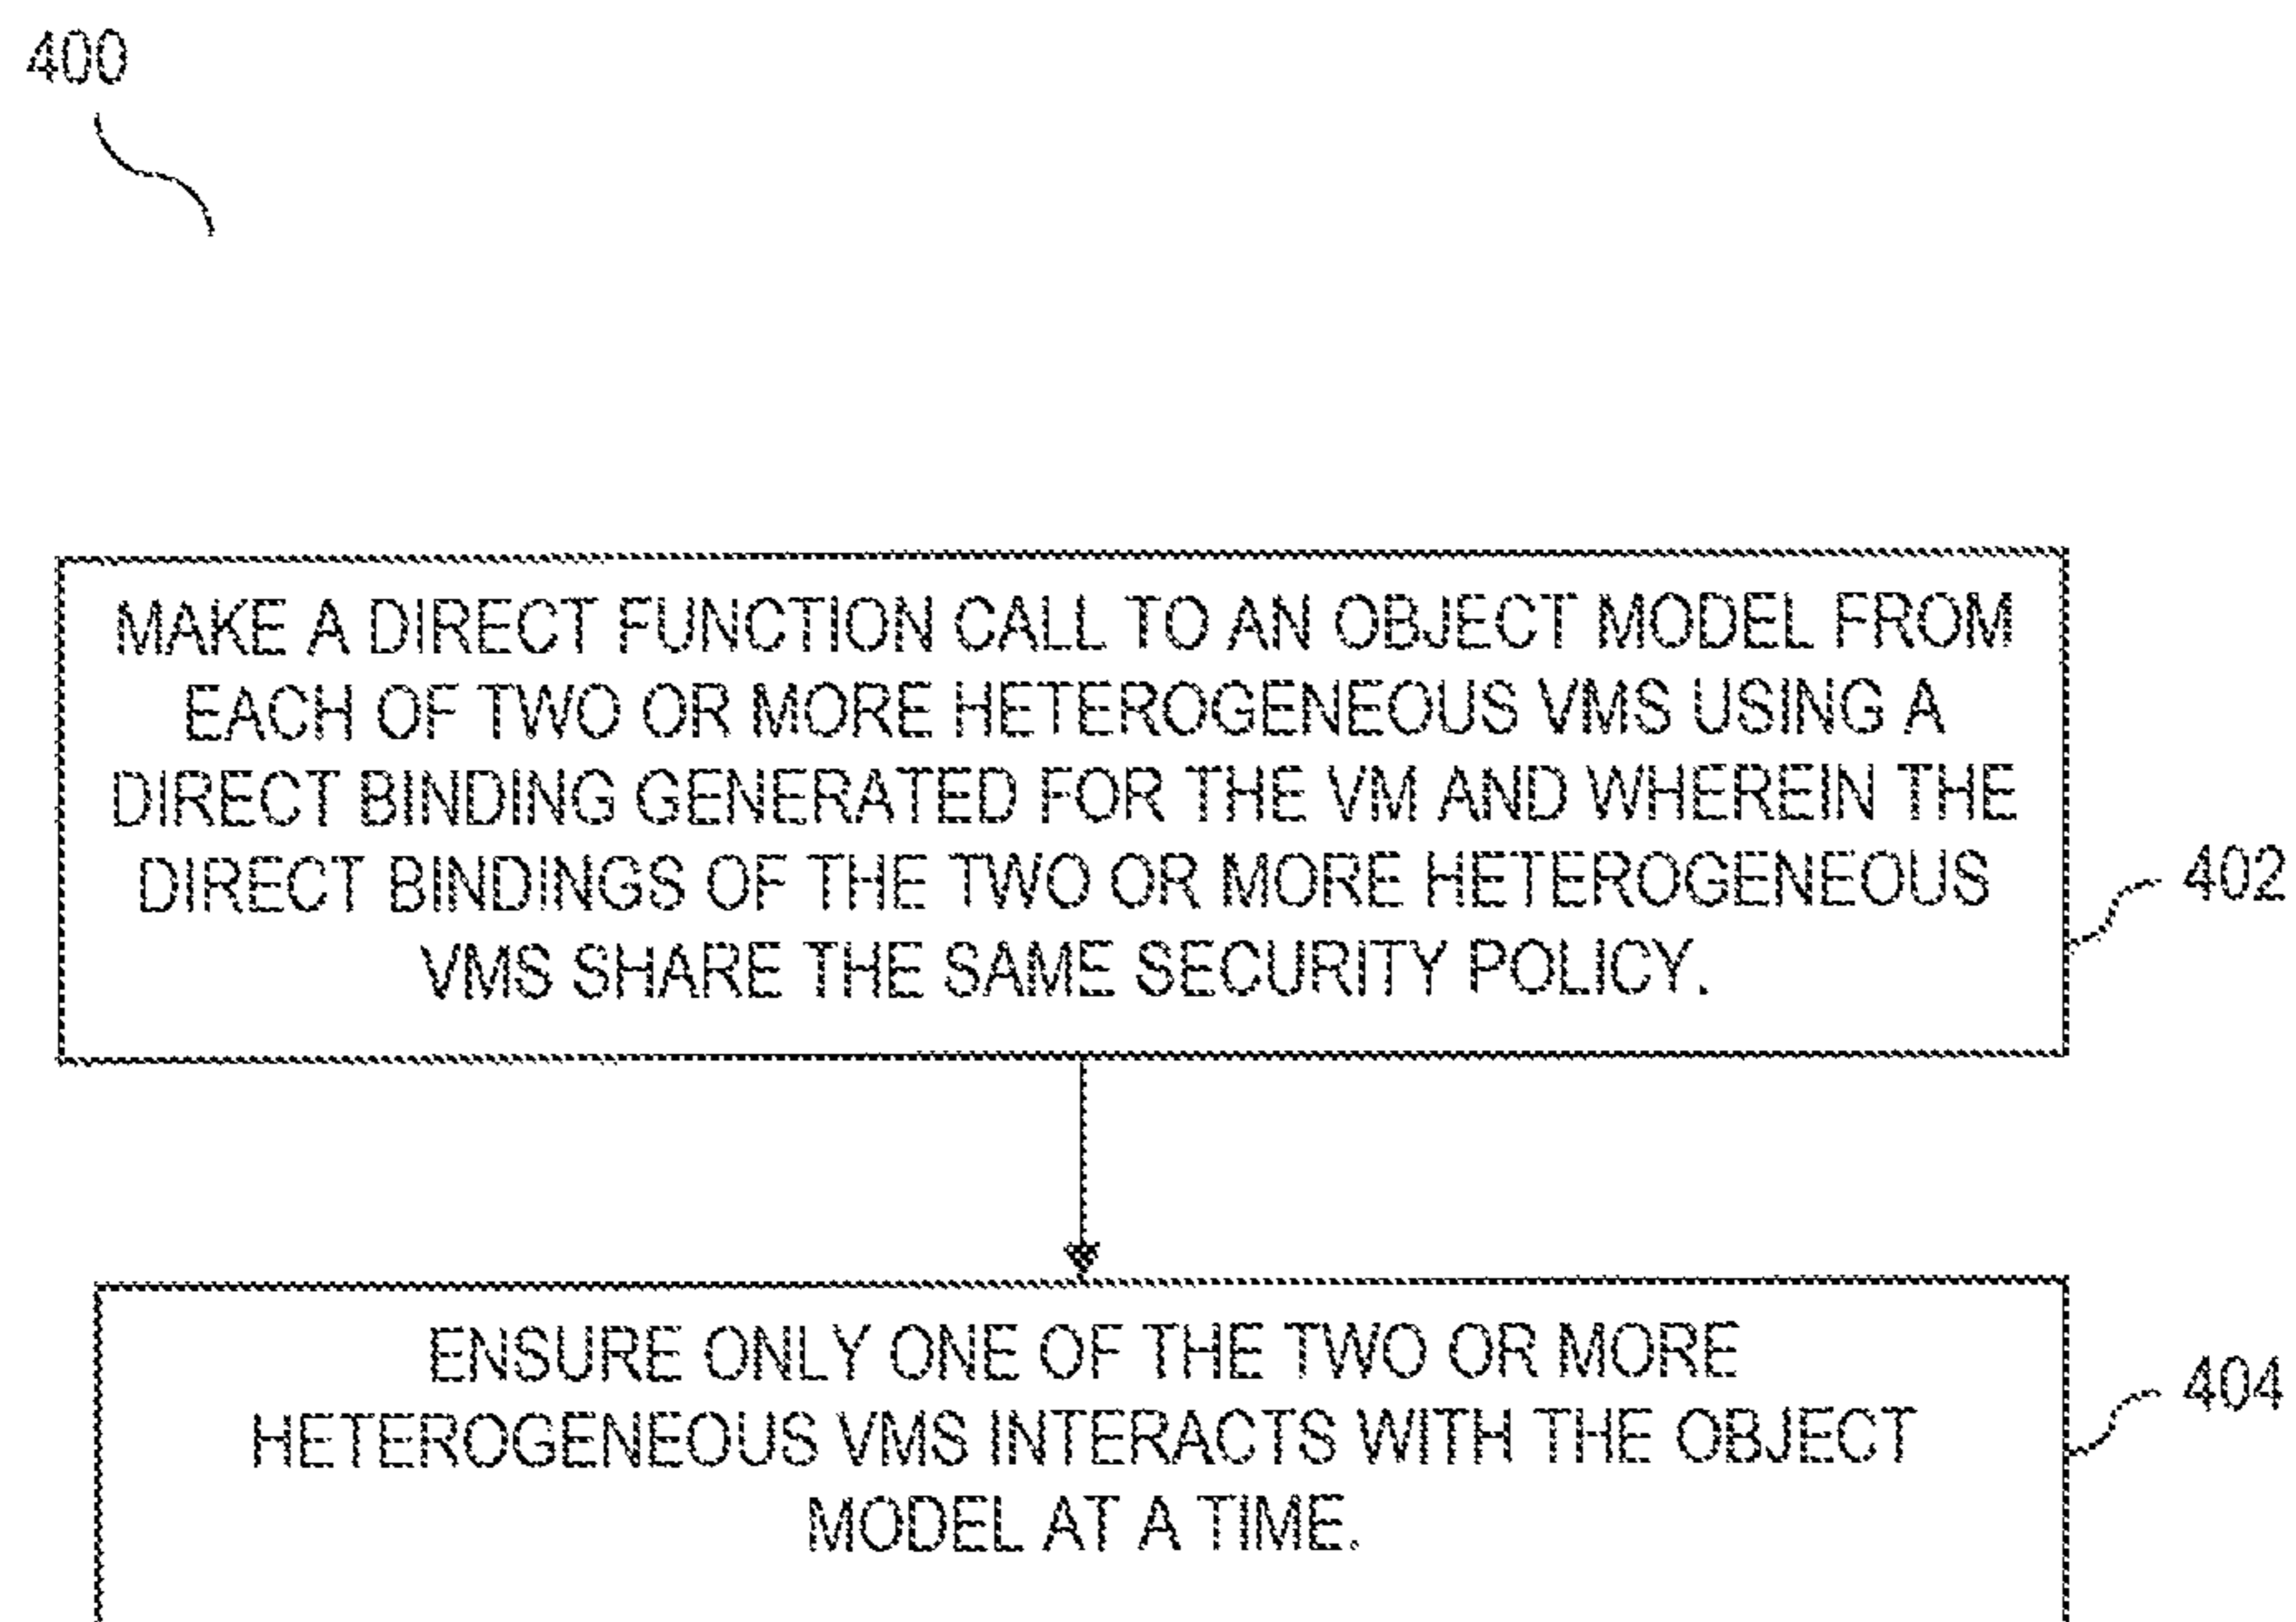 400
MAKE A DIRECT FUNCTION CALL TO AN OBJECT MODEL FROM
EACH OF TWO OR MORE HETEROGENEOUS VMS USING A
DIRECT BINDING GENERATED FOR THE VM AND WHEREIN THE
DIRECT BINDINGS OF THE TWO OR MORE HETEROGENEOUS
VMS SHARE THE SAME SECURITY POLICY.
402
ENSURE ONLY ONE OF THE TWO OR MORE
HETEROGENEOUS VMS INTERACTS WITH THE OBJECT
MODEL AT A TIME.
404